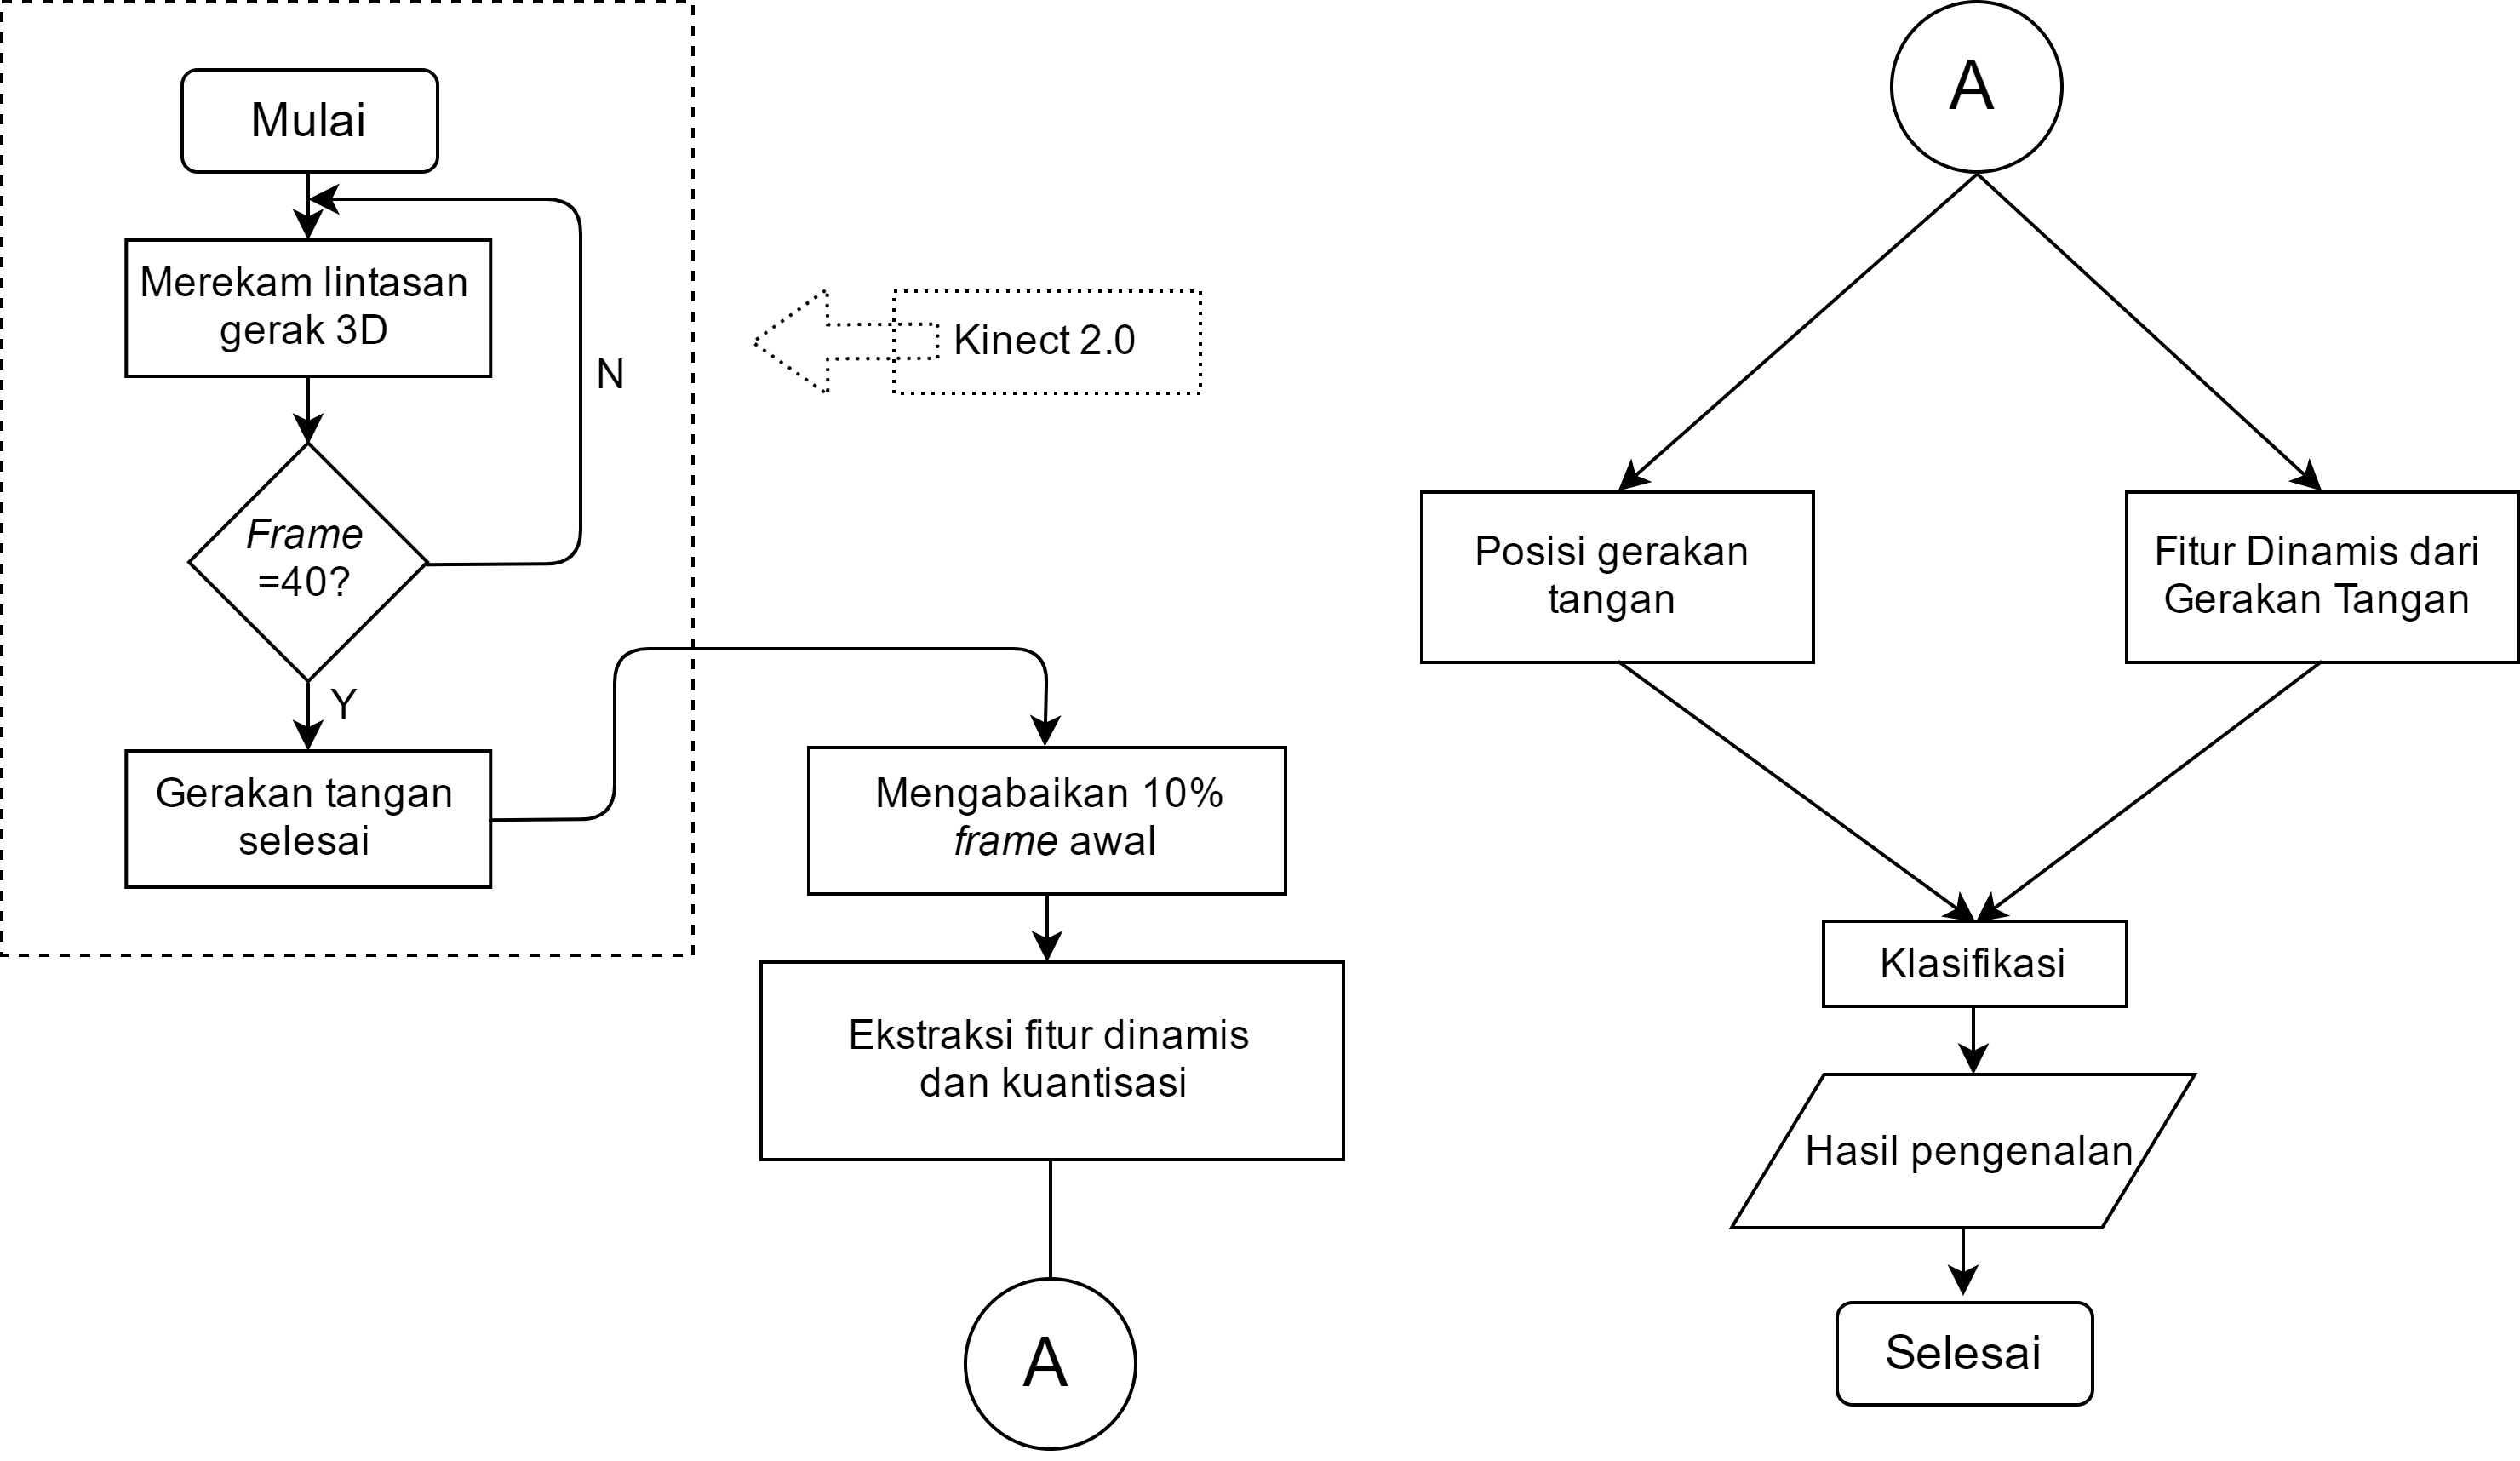 Mulai
Merekam lintasan
gerak 3D
N
Frame
=40?
Y
Gerakan tangan
selesai
Kinect 2.0
Mengabaikan 10%
frame awal
Ekstraksi fitur dinamis
dan kuantisasi
A
A
Posisi gerakan
tangan
Fitur Dinamis dari
Gerakan Tangan
Klasifikasi
Hasil pengenalan
Selesai